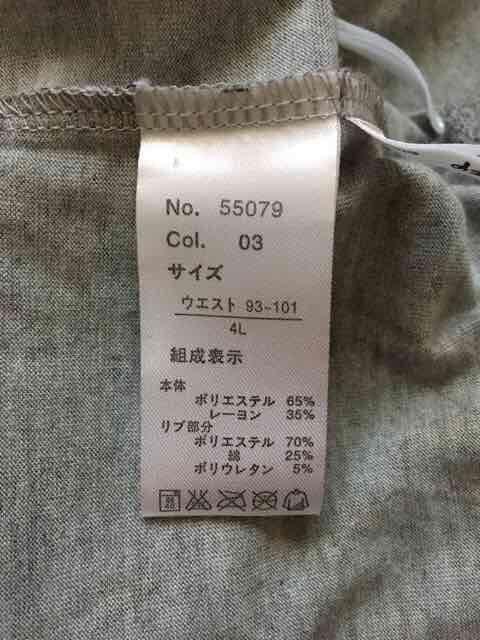 No. 55079
Col. 03
サイズ
ウエスト 93-101
4L
組成表示
本体
ポリエステル 65%
レーヨン 35%
リブ部分
ポリエステル 70%
綿 25%
ポリウレタン 5%